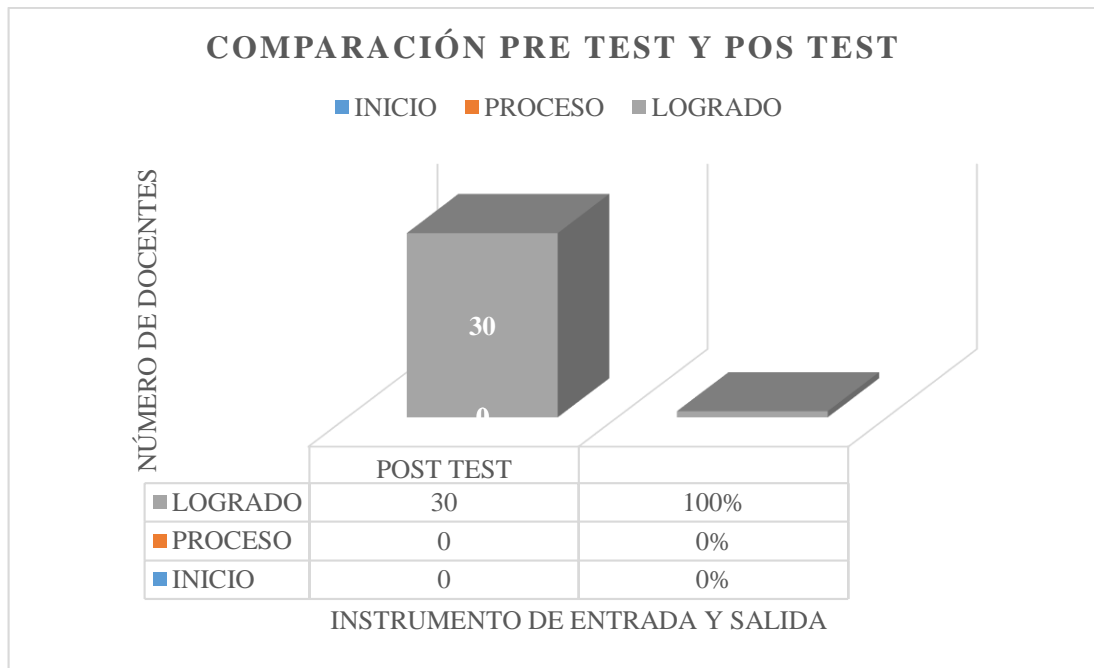 COMPARACIÓN PRE TEST Y POS TEST
INICIO PROCESO LOGRADO
NÚMERO DE DOCENTES
30
0
POST TEST
LOGRADO 30 100%
PROCESO 0 0%
INICIO 0 0%
INSTRUMENTO DE ENTRADA Y SALIDA